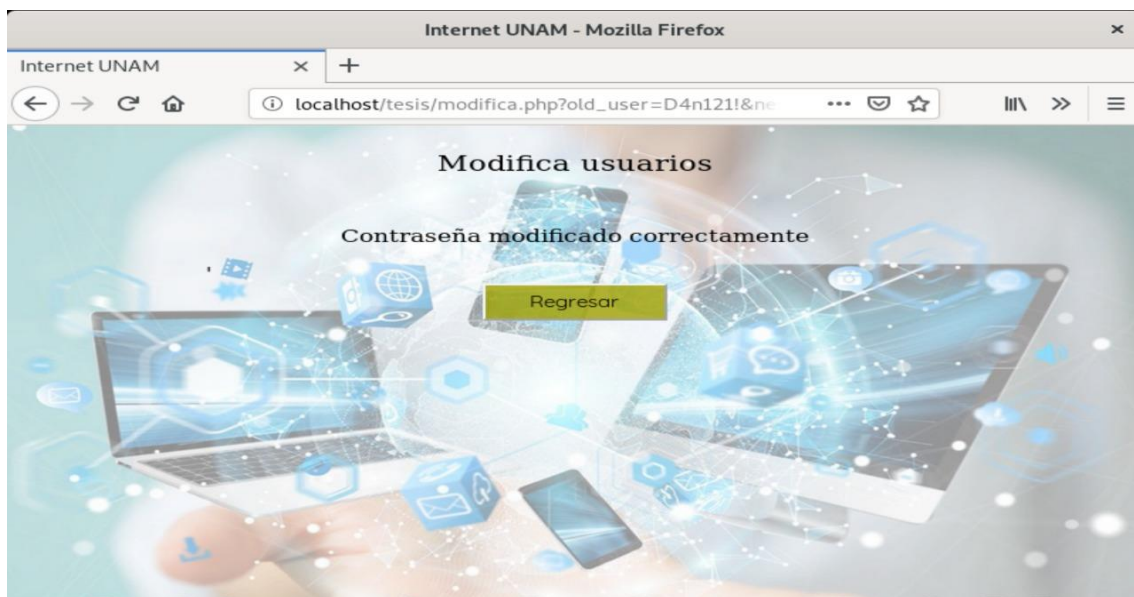 Internet UNAM - Mozilla Firefox
Internet UNAM
localhost/tesis/modifica.php?old_user=D4n121!&ne
Modifica usuarios
Contraseña modificado correctamente
Regresar